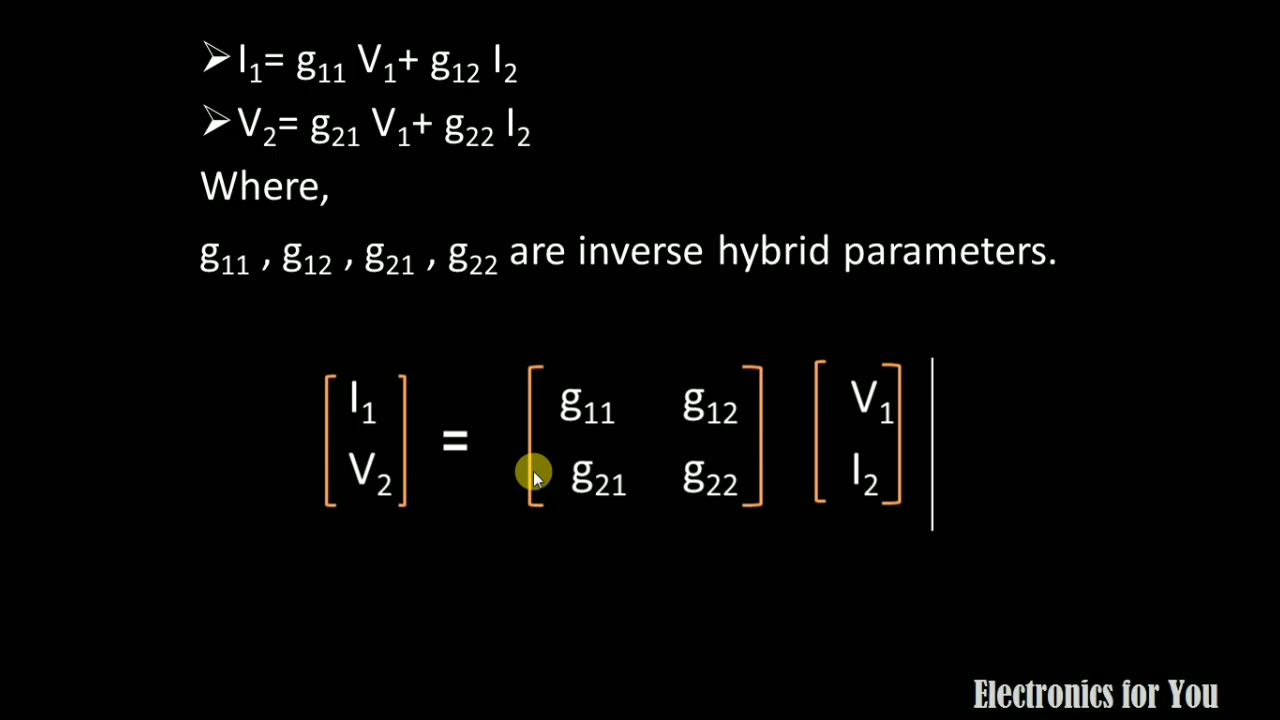 ➢I₁= g₁₁ V₁+ g₁₂ I₂
➢V₂= g₂₁ V₁+ g₂₂ I₂
Where,
g₁₁ , g₁₂ , g₂₁ , g₂₂ are inverse hybrid parameters.
[ I₁ ] = [ g₁₁ g₁₂ ] [ V₁ ]
[ V₂ ] [ g₂₁ g₂₂ ] [ I₂ ]
Electronics for You